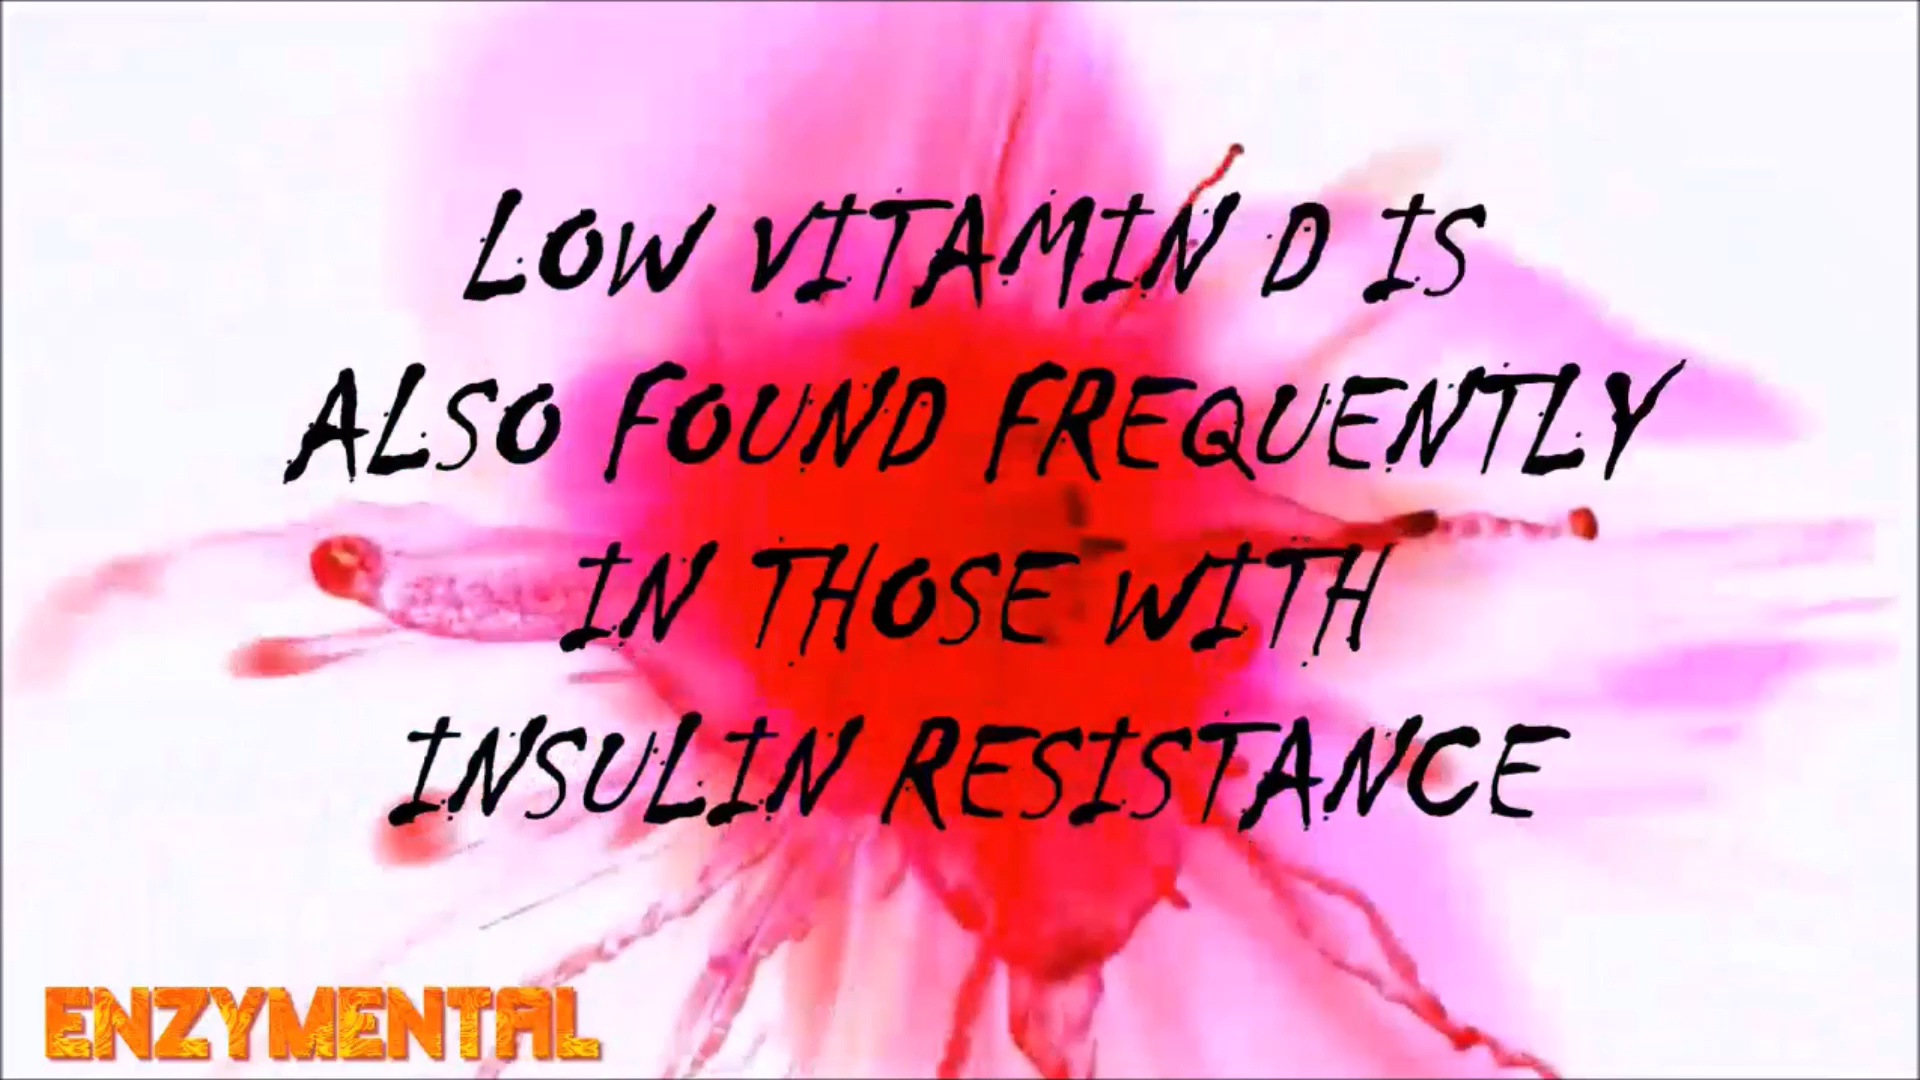 LOW VITAMIN D IS
ALSO FOUND FREQUENTLY
IN THOSE WITH
INSULIN RESISTANCE
ENZYMENTAL